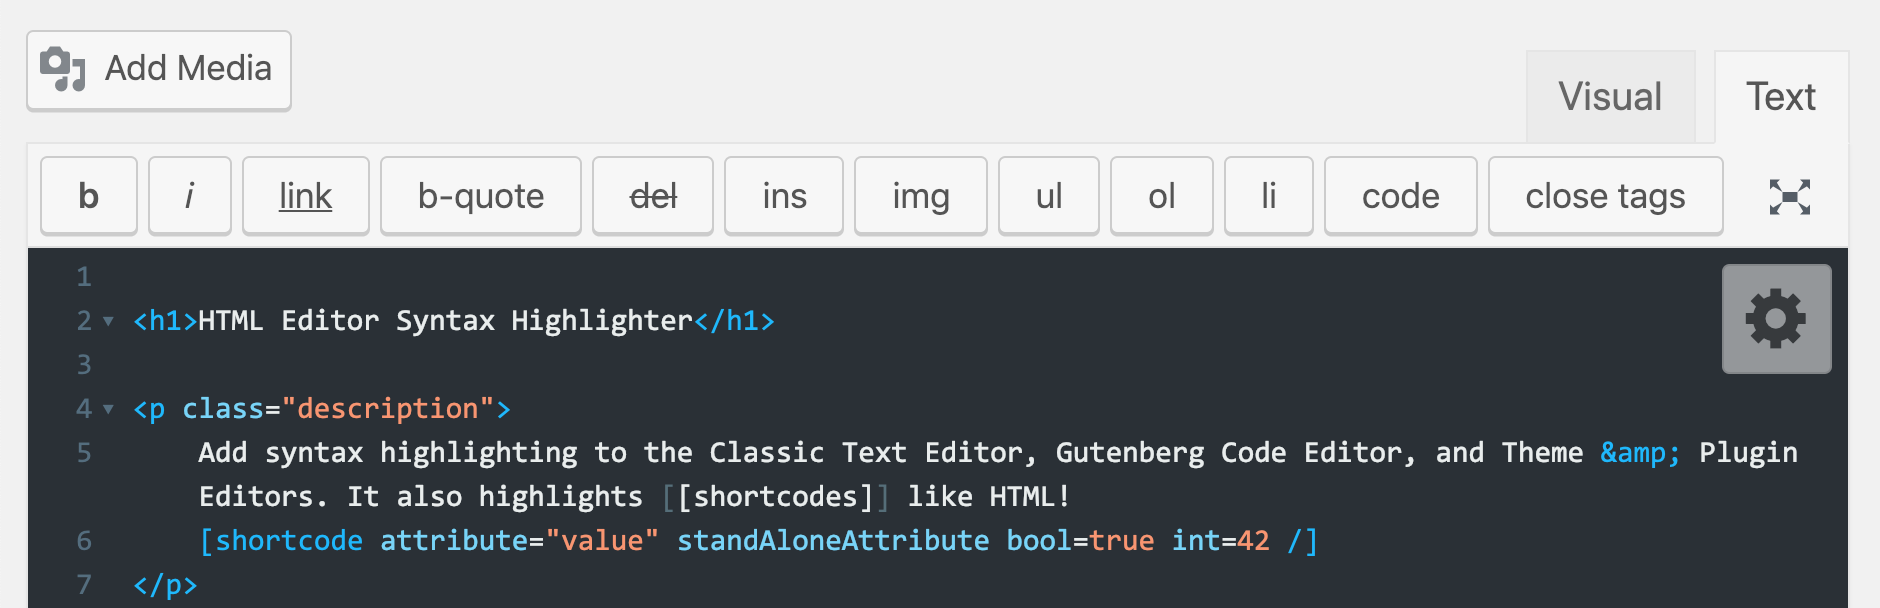 Add Media
Visual Text
b i link b-quote del ins img ul ol li code close tags
1
2 <h1>HTML Editor Syntax Highlighter</h1>
3
4 <p class="description">
5 Add syntax highlighting to the Classic Text Editor, Gutenberg Code Editor, and Theme &amp; Plugin
Editors. It also highlights [[shortcodes]] like HTML!
6 [shortcode attribute="value" standAloneAttribute bool=true int=42 /]
7 </p>